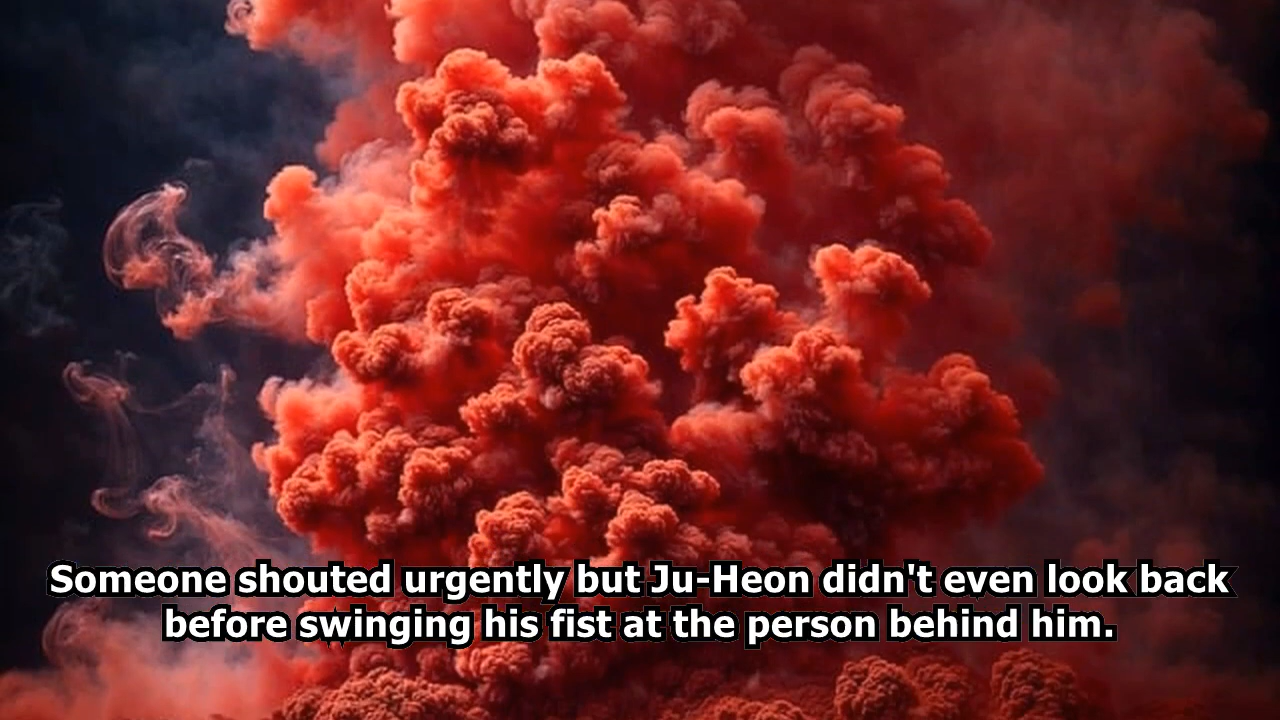 Someone shouted urgently but Ju-Heon didn't even look back
before swinging his fist at the person behind him.